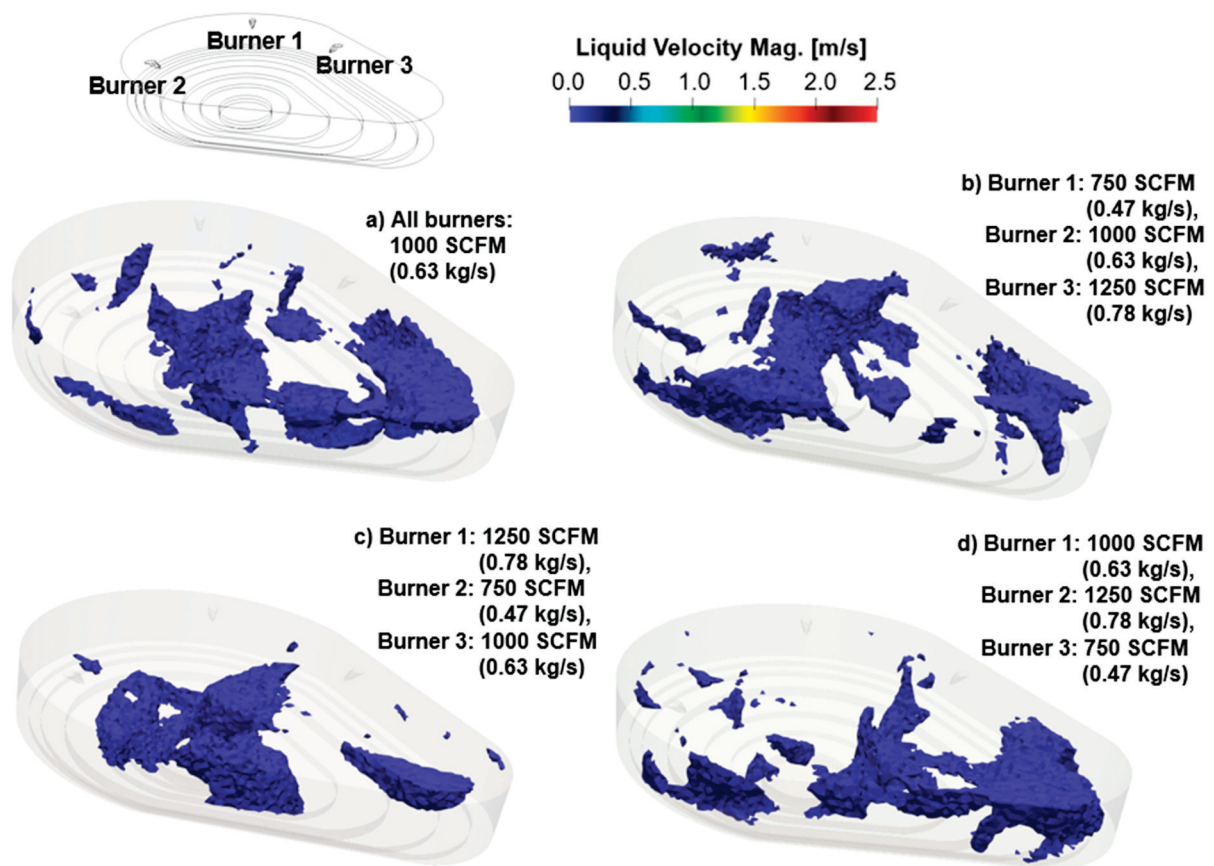 Burner 1
Burner 3
Burner 2
Liquid Velocity Mag. [m/s]
0.0 0.5 1.0 1.5 2.0 2.5
a) All burners:
1000 SCFM
(0.63 kg/s)
b) Burner 1: 750 SCFM
(0.47 kg/s),
Burner 2: 1000 SCFM
(0.63 kg/s),
Burner 3: 1250 SCFM
(0.78 kg/s)
c) Burner 1: 1250 SCFM
(0.78 kg/s),
Burner 2: 750 SCFM
(0.47 kg/s),
Burner 3: 1000 SCFM
(0.63 kg/s)
d) Burner 1: 1000 SCFM
(0.63 kg/s),
Burner 2: 1250 SCFM
(0.78 kg/s),
Burner 3: 750 SCFM
(0.47 kg/s)